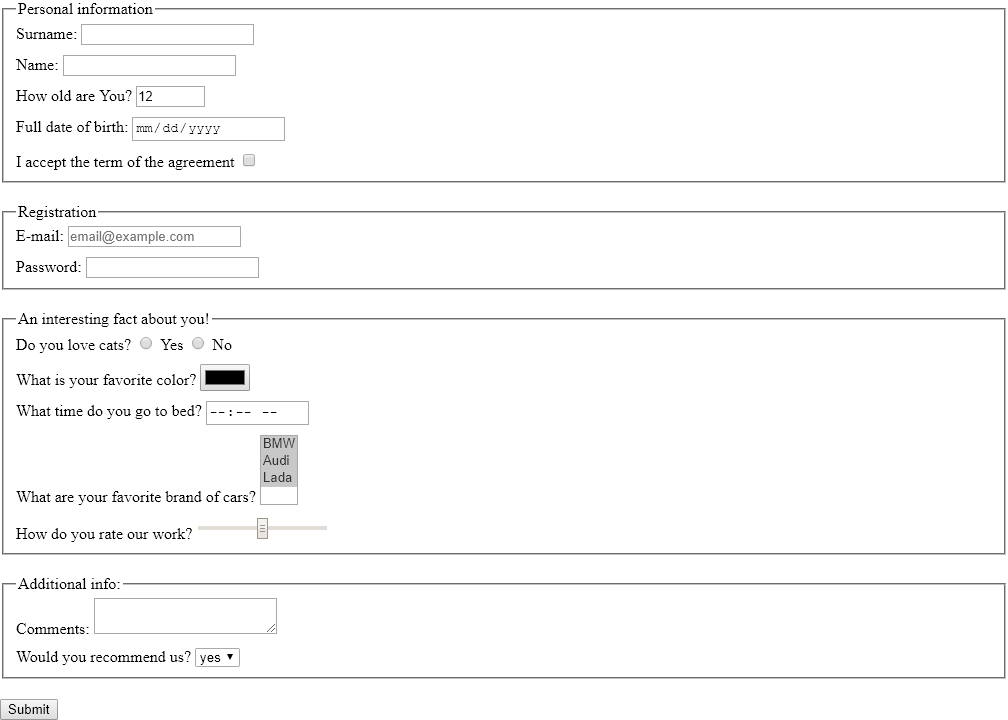 Personal information
Surname:
Name:
How old are You? 12
Full date of birth: mm/dd/yyyy
I accept the term of the agreement
Registration
E-mail: email@example.com
Password:
An interesting fact about you!
Do you love cats? Yes No
What is your favorite color?
What time do you go to bed? --:-- --
BMW
Audi
Lada
What are your favorite brand of cars?
How do you rate our work?
Additional info:
Comments:
Would you recommend us? yes
Submit